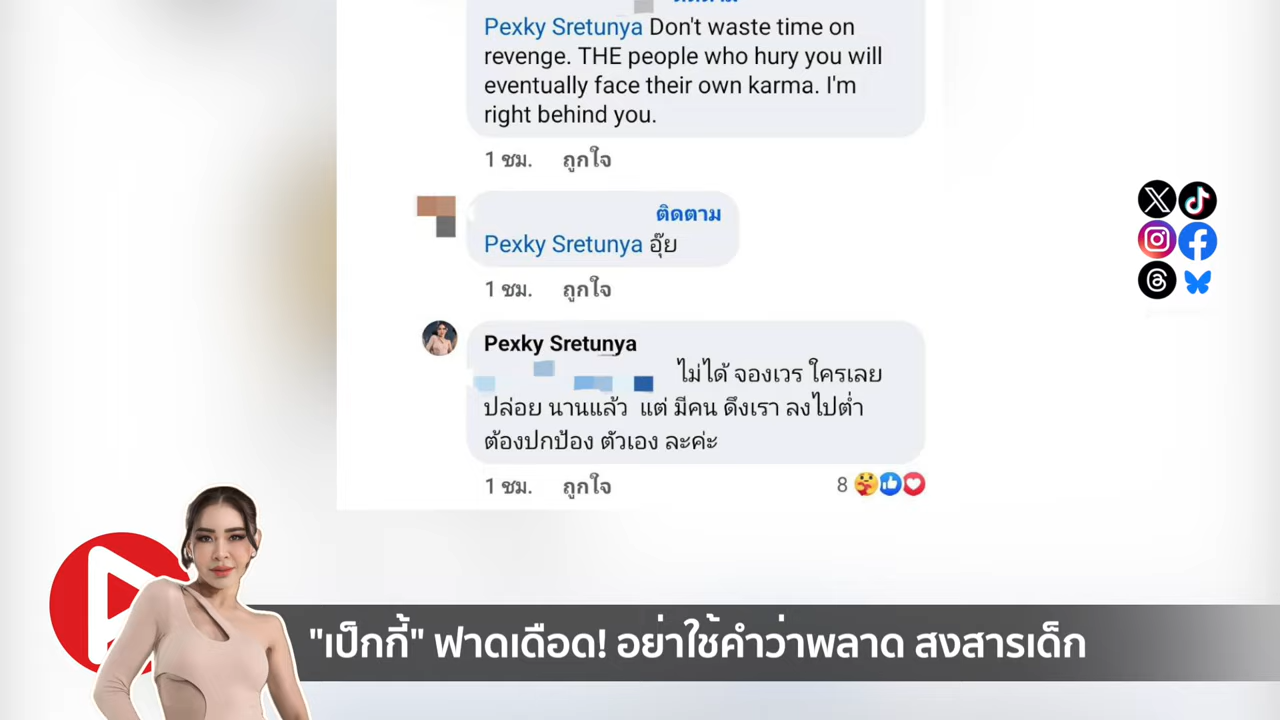 ติดตาม
Pexky Sretunya Don't waste time on
revenge. THE people who hury you will
eventually face their own karma. I'm
right behind you.
1 ชม. ถูกใจ
ติดตาม
Pexky Sretunya อุ๊ย
1 ชม. ถูกใจ
Pexky Sretunya
ไม่ได้ จองเวร ใครเลย
ปล่อย นานแล้ว แต่ มีคน ดึงเรา ลงไปต่ำ
ต้องปกป้อง ตัวเอง ละค่ะ
1 ชม. ถูกใจ 8
"เป็กกี้" ฟาดเดือด! อย่าใช้คำว่าพลาด สงสารเด็ก